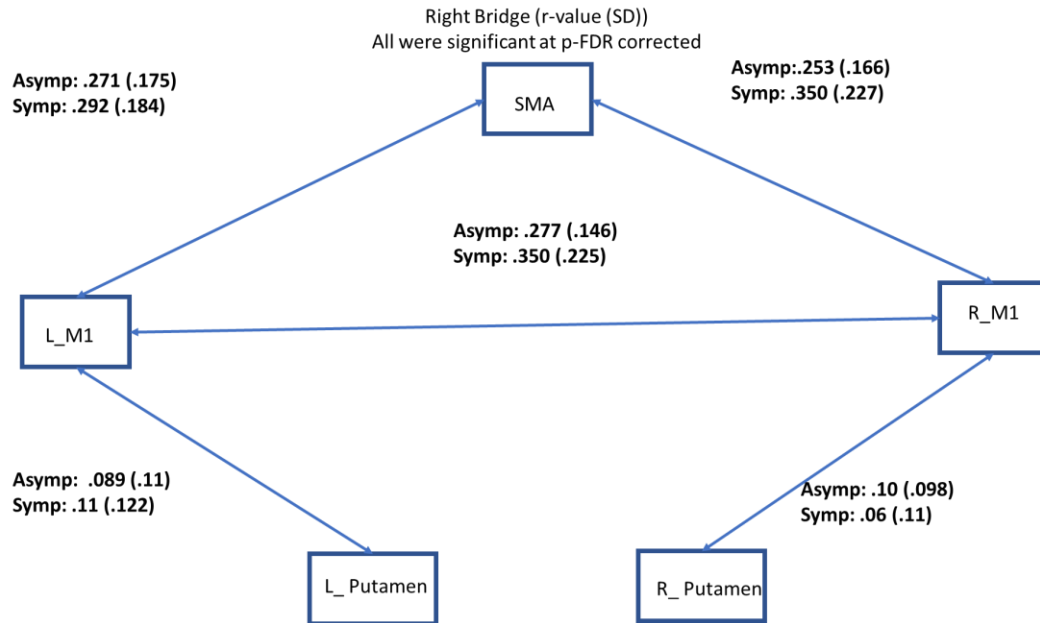 Right Bridge (r-value (SD))
All were significant at p-FDR corrected
Asymp: .271 (.175)
Symp: .292 (.184)
SMA
Asymp:.253 (.166)
Symp: .350 (.227)
Asymp: .277 (.146)
Symp: .350 (.225)
L_M1
R_M1
Asymp: .089 (.11)
Symp: .11 (.122)
Asymp: .10 (.098)
Symp: .06 (.11)
L_ Putamen
R_ Putamen